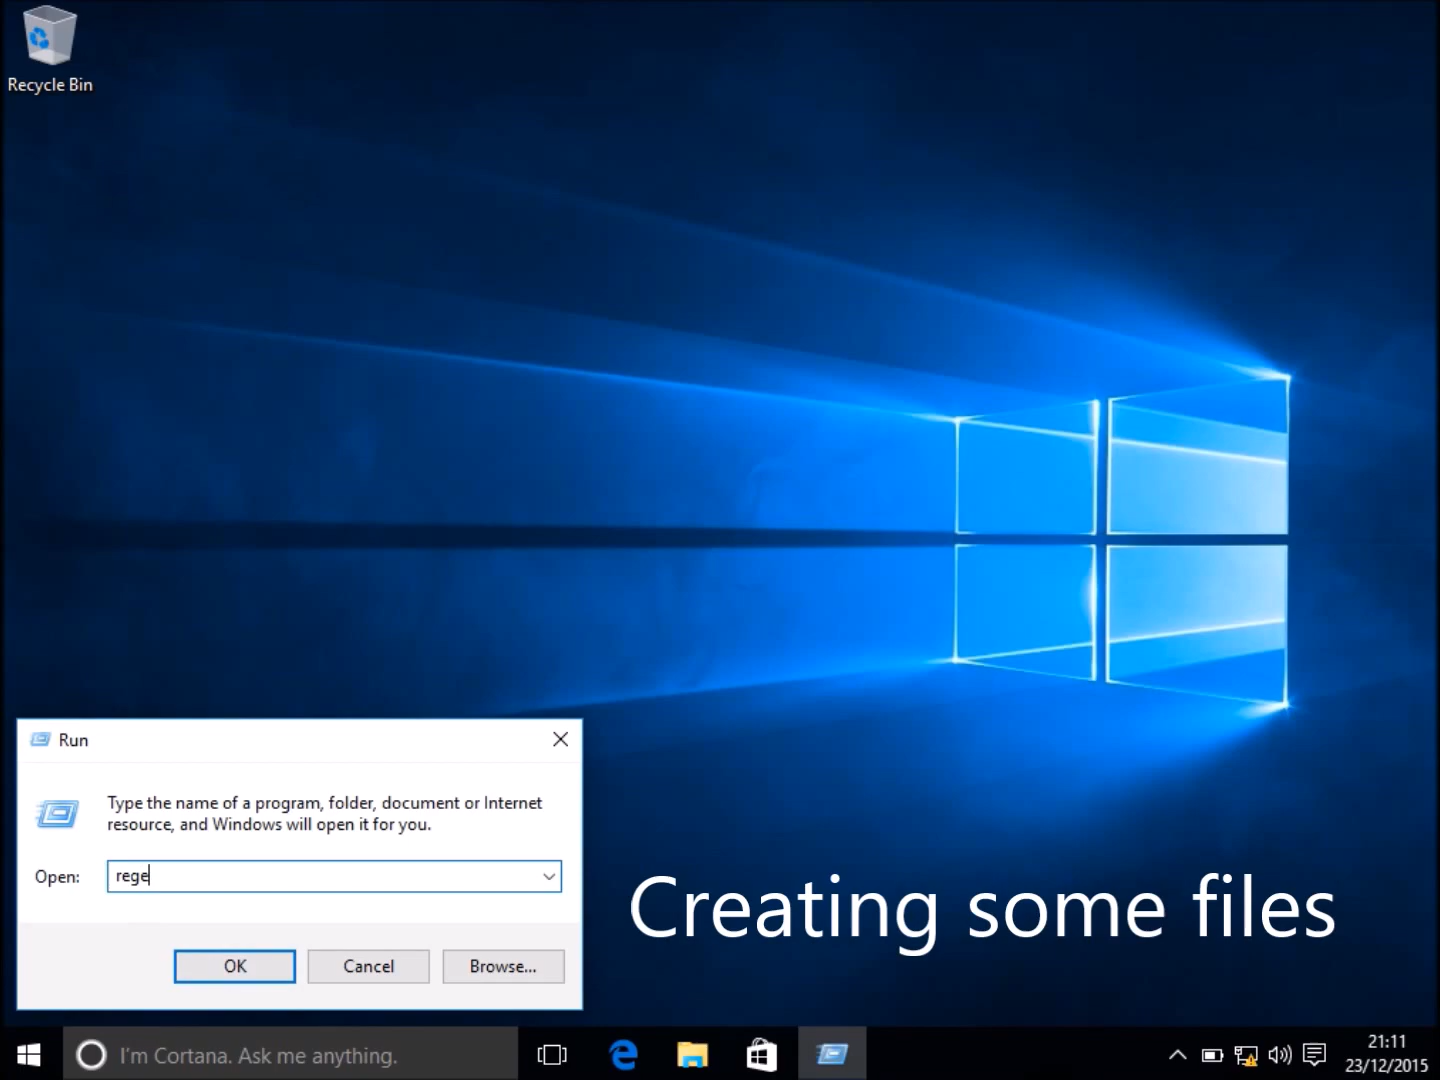 Recycle Bin
Run
Type the name of a program, folder, document or Internet
resource, and Windows will open it for you.
Open:
rege
OK
Cancel
Browse...
Creating some files
I'm Cortana. Ask me anything.
21:11
23/12/2015